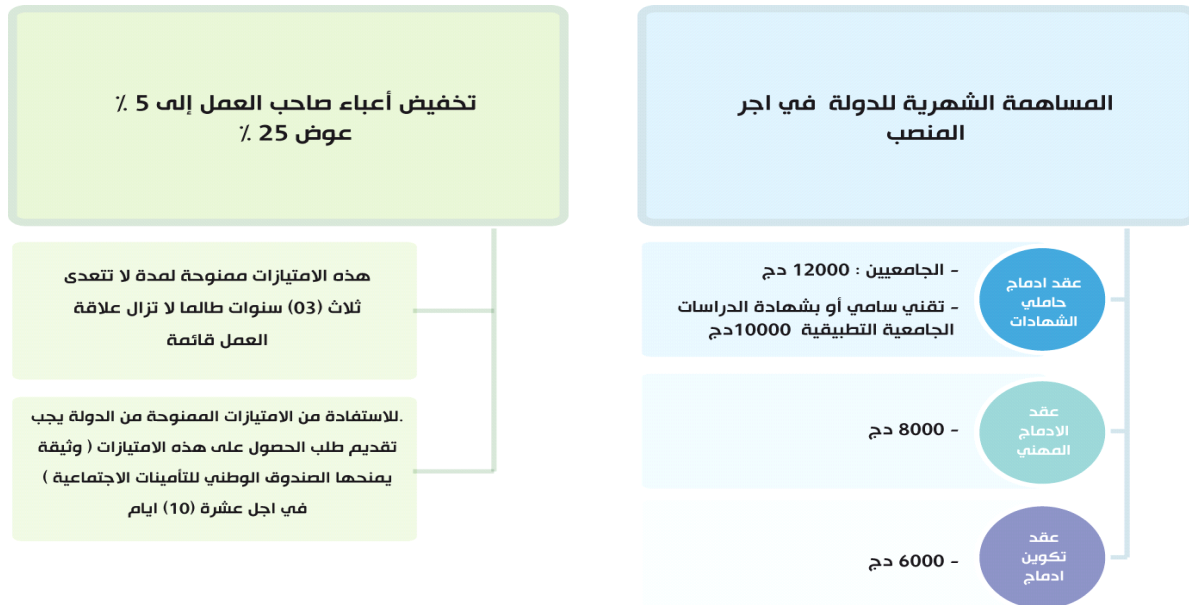 المساهمة الشهرية للدولة في اجر
المنصب
عقد ادماج
حاملي
الشهادات
- الجامعيين : 12000 دج
- تقني سامي أو بشهادة الدراسات
الجامعية التطبيقية 10000دج
عقد
الادماج
المهني
- 8000 دج
عقد
تكوين
ادماج
- 6000 دج
تخفيض أعباء صاحب العمل إلى 5 ٪
عوض 25 ٪
هذه الامتيازات ممنوحة لمدة لا تتعدى
ثلاث (03) سنوات طالما لا تزال علاقة
العمل قائمة
.للاستفادة من الامتيازات الممنوحة من الدولة يجب
تقديم طلب الحصول على هذه الامتيازات ( وثيقة
يمنحها الصندوق الوطني للتأمينات الاجتماعية )
في اجل عشرة (10) ايام